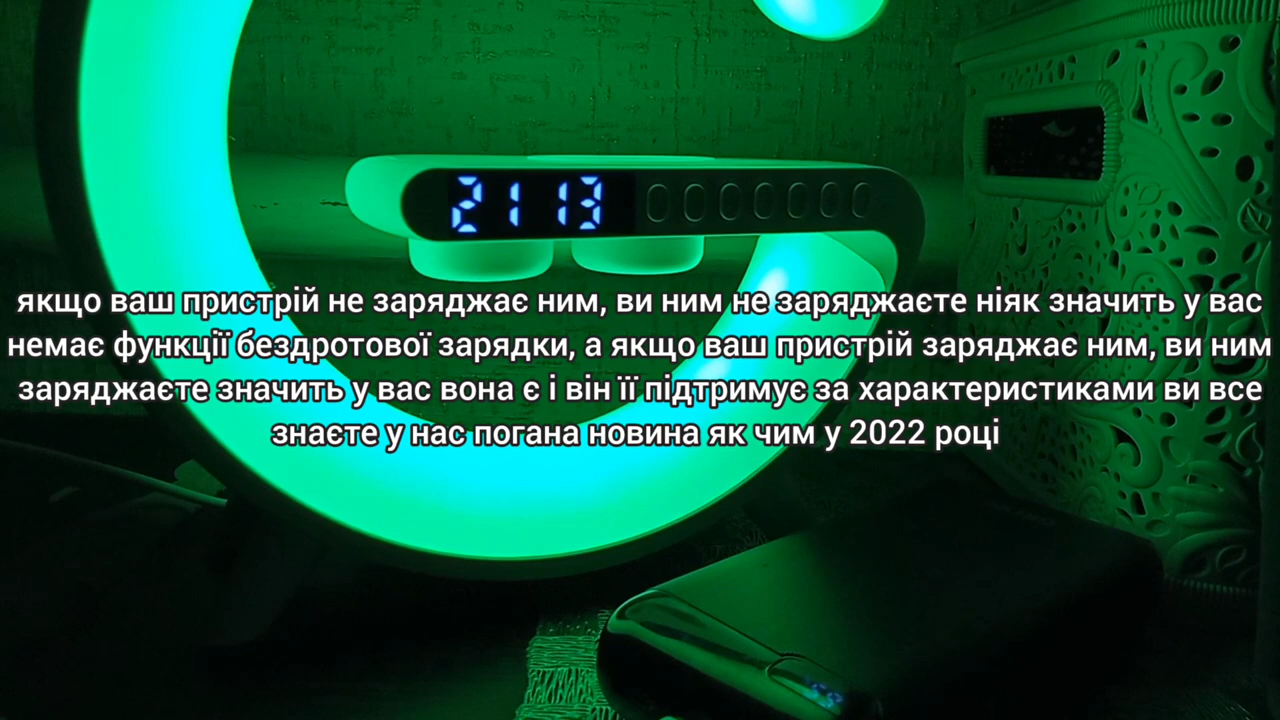 21 13
якщо ваш пристрій не заряджає ним, ви ним не заряджаєте ніяк значить у вас
немає функції бездротової зарядки, а якщо ваш пристрій заряджає ним, ви ним
заряджаєте значить у вас вона є і він її підтримує за характеристиками ви все
знаєте у нас погана новина як чим у 2022 році